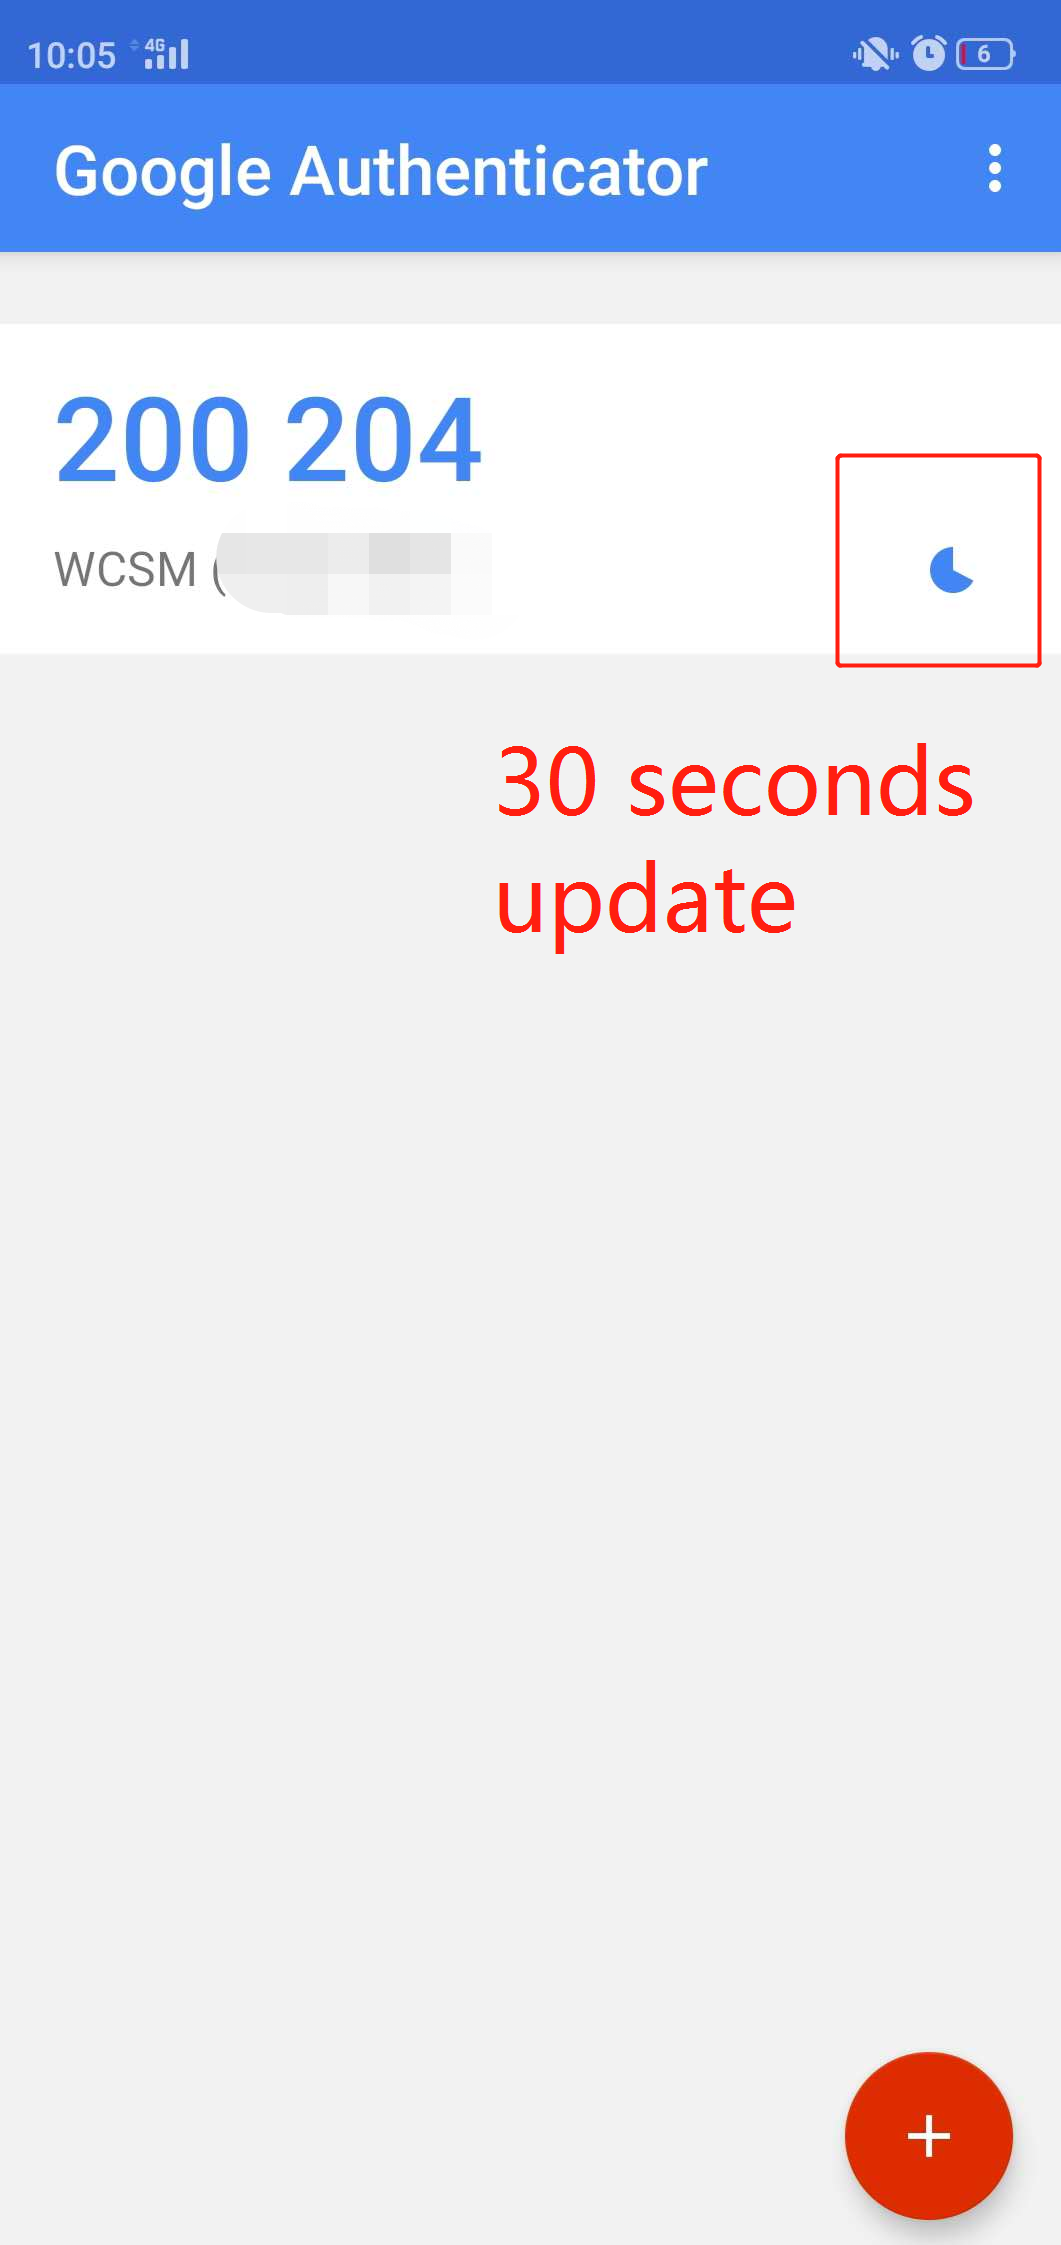 10:05 4G 6
Google Authenticator
200 204
WCSM (
30 seconds
update